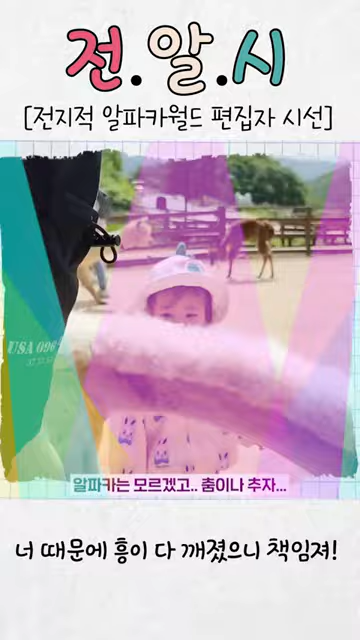 전.알.시
[전지적 알파카월드 편집자 시선]
USA
알파카는 모르겠고.. 춤이나 추자...
너 때문에 흥이 다 깨졌으니 책임져!